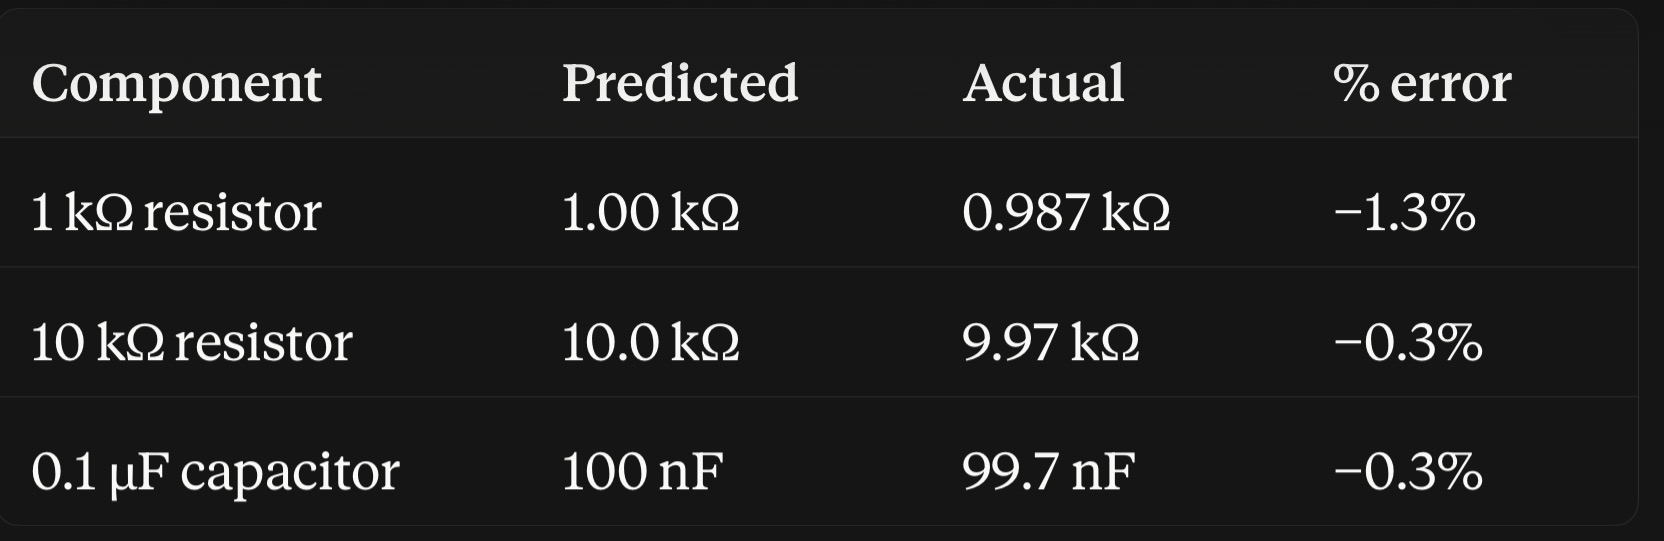 Component Predicted Actual % error
1 kΩ resistor 1.00 kΩ 0.987 kΩ −1.3%
10 kΩ resistor 10.0 kΩ 9.97 kΩ −0.3%
0.1 µF capacitor 100 nF 99.7 nF −0.3%